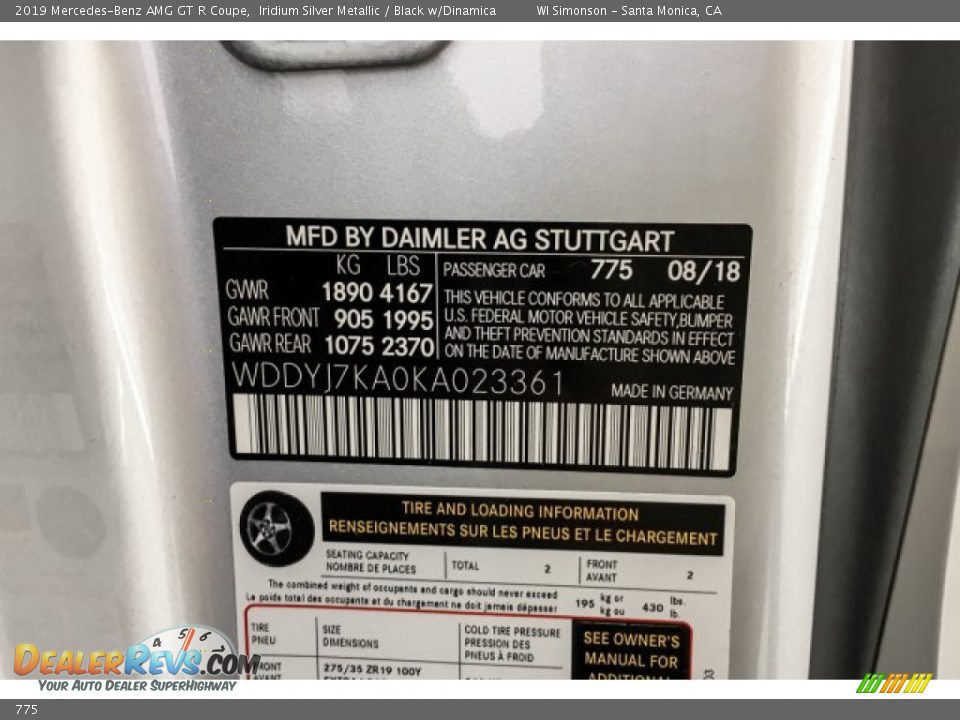 2019 Mercedes-Benz AMG GT R Coupe, Iridium Silver Metallic / Black w/Dinamica WI Simonson - Santa Monica, CA
MFD BY DAIMLER AG STUTTGART
KG LBS
GVWR 1890 4167
GAWR FRONT 905 1995
GAWR REAR 1075 2370
PASSENGER CAR 775 08/18
THIS VEHICLE CONFORMS TO ALL APPLICABLE
U.S. FEDERAL MOTOR VEHICLE SAFETY,BUMPER
AND THEFT PREVENTION STANDARDS IN EFFECT
ON THE DATE OF MANUFACTURE SHOWN ABOVE
WDDYJ7KA0KA023361 MADE IN GERMANY
TIRE AND LOADING INFORMATION
RENSEIGNEMENTS SUR LES PNEUS ET LE CHARGEMENT
SEATING CAPACITY
NOMBRE DE PLACES
TOTAL 2
FRONT
AVANT
2
The combined weight of occupants and cargo should never exceed
Le poids total des occupants et du chargement ne doit jamais dépasser
195 kg or
kg ou
430 lbs.
lb.
TIRE
PNEU
SIZE
DIMENSIONS
COLD TIRE PRESSURE
PRESSION DES
PNEUS À FROID
SEE OWNER'S
MANUAL FOR
ADDITIONAL
FRONT
AVANT
275/35 ZR19 100Y
4 5 6
DealerRevs.com
Your Auto Dealer SuperHighway
775